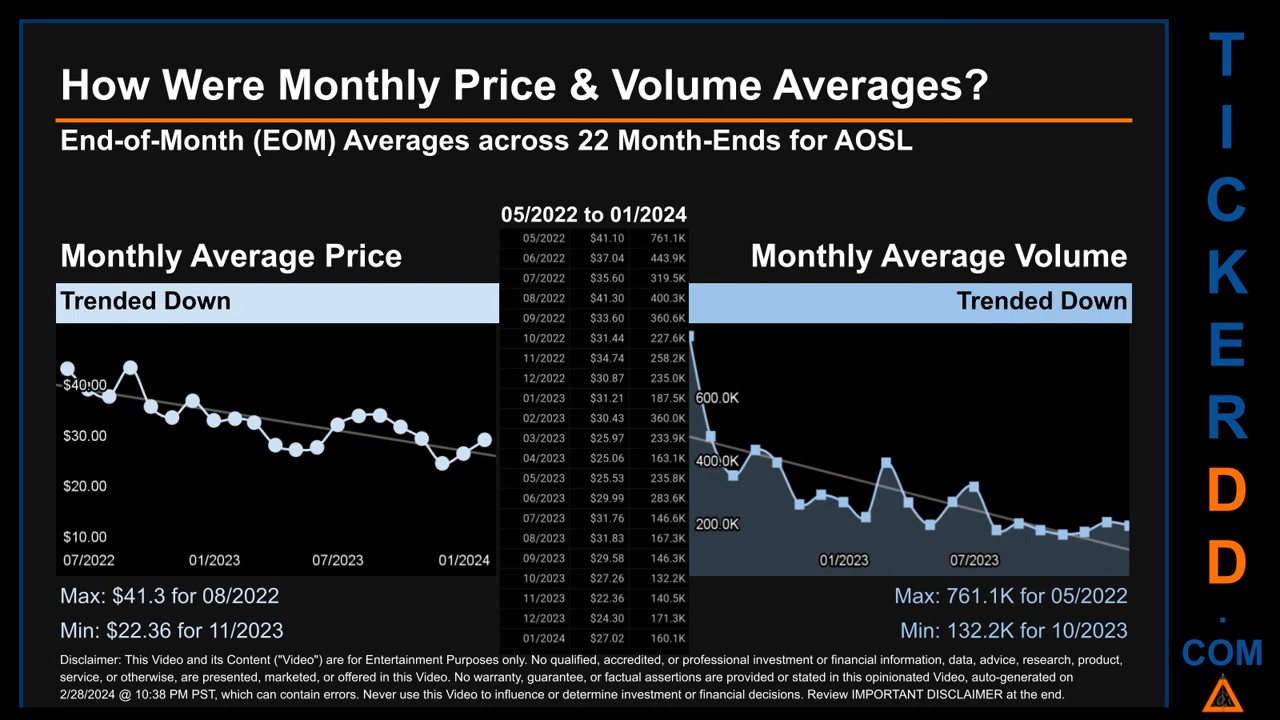 How Were Monthly Price & Volume Averages?
End-of-Month (EOM) Averages across 22 Month-Ends for AOSL
05/2022 to 01/2024
Monthly Average Price
Trended Down
$40.00
$30.00
$20.00
$10.00
07/2022 01/2023 07/2023 01/2024
Max: $41.3 for 08/2022
Min: $22.36 for 11/2023
05/2022 $41.10 761.1K
06/2022 $37.04 443.9K
07/2022 $35.60 319.5K
08/2022 $41.30 400.3K
09/2022 $33.60 360.6K
10/2022 $31.44 227.6K
11/2022 $34.74 258.2K
12/2022 $30.87 235.0K
01/2023 $31.21 187.5K
02/2023 $30.43 360.0K
03/2023 $25.97 233.9K
04/2023 $25.06 163.1K
05/2023 $25.53 235.8K
06/2023 $29.99 283.6K
07/2023 $31.76 146.6K
08/2023 $31.83 167.3K
09/2023 $29.58 146.3K
10/2023 $27.26 132.2K
11/2023 $22.36 140.5K
12/2023 $24.30 171.3K
01/2024 $27.02 160.1K
Monthly Average Volume
Trended Down
600.0K
400.0K
200.0K
01/2023 07/2023
Max: 761.1K for 05/2022
Min: 132.2K for 10/2023
Disclaimer: This Video and its Content ("Video") are for Entertainment Purposes only. No qualified, accredited, or professional investment or financial information, data, advice, research, product,
service, or otherwise, are presented, marketed, or offered in this Video. No warranty, guarantee, or factual assertions are provided or stated in this opinionated Video, auto-generated on
2/28/2024 @ 10:38 PM PST, which can contain errors. Never use this Video to influence or determine investment or financial decisions. Review IMPORTANT DISCLAIMER at the end.
T
I
C
K
E
R
D
D
.
COM